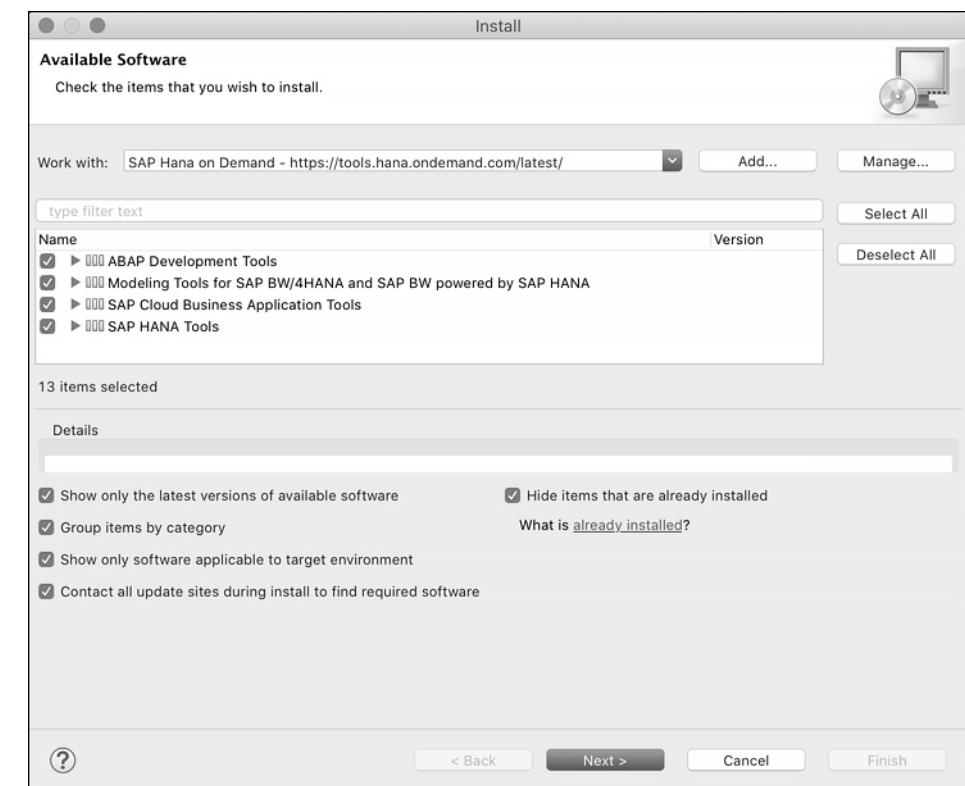 Install
Available Software
Check the items that you wish to install.
Work with: SAP Hana on Demand - https://tools.hana.ondemand.com/latest/ Add... Manage...
type filter text Select All
Name Version
Deselect All
ABAP Development Tools
Modeling Tools for SAP BW/4HANA and SAP BW powered by SAP HANA
SAP Cloud Business Application Tools
SAP HANA Tools
13 items selected
Details
Show only the latest versions of available software Hide items that are already installed
Group items by category What is already installed?
Show only software applicable to target environment
Contact all update sites during install to find required software
? < Back Next > Cancel Finish